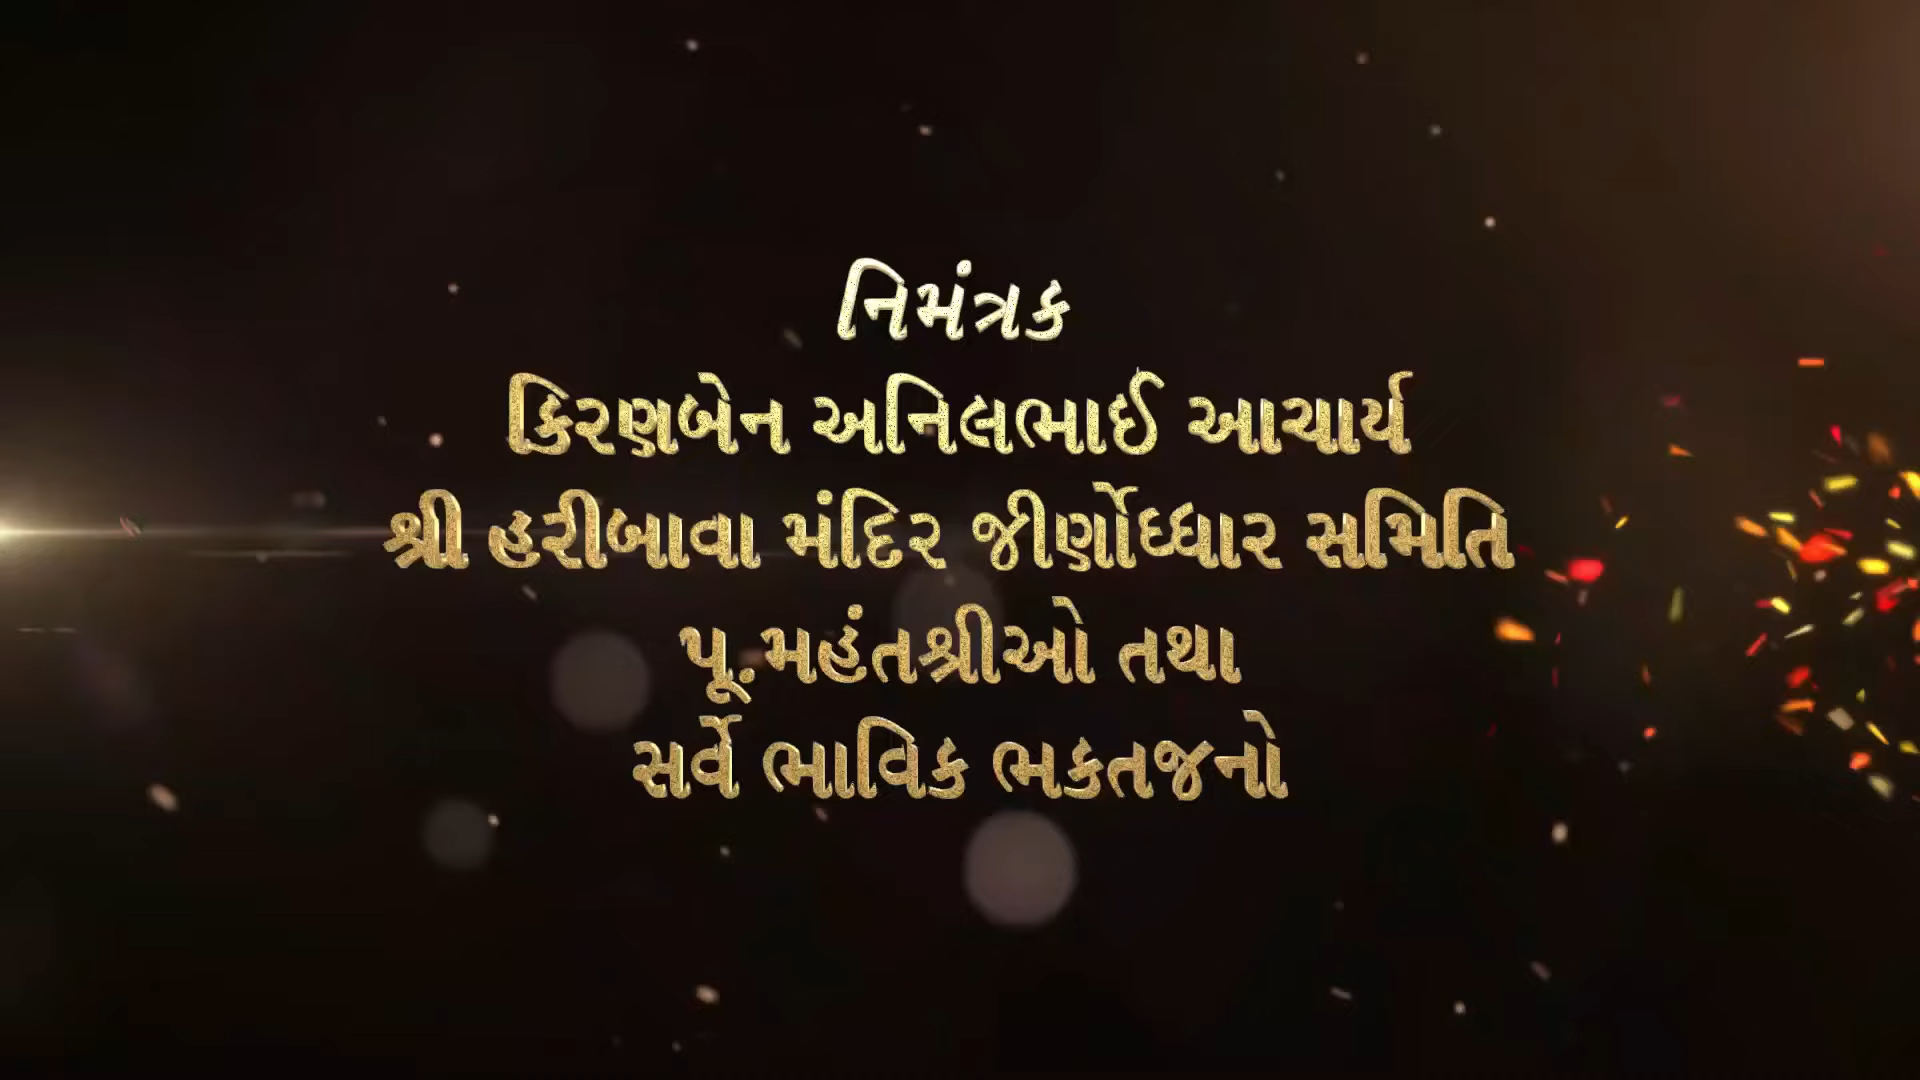 નિમંત્રક
કિરણબેન અનિલભાઈ આચાર્ય
શ્રી હરીબાવા મંદિર જીર્ણોધ્ધાર સમિતિ
પૂ.મહંતશ્રીઓ તથા
સર્વે ભાવિક ભકતજનો